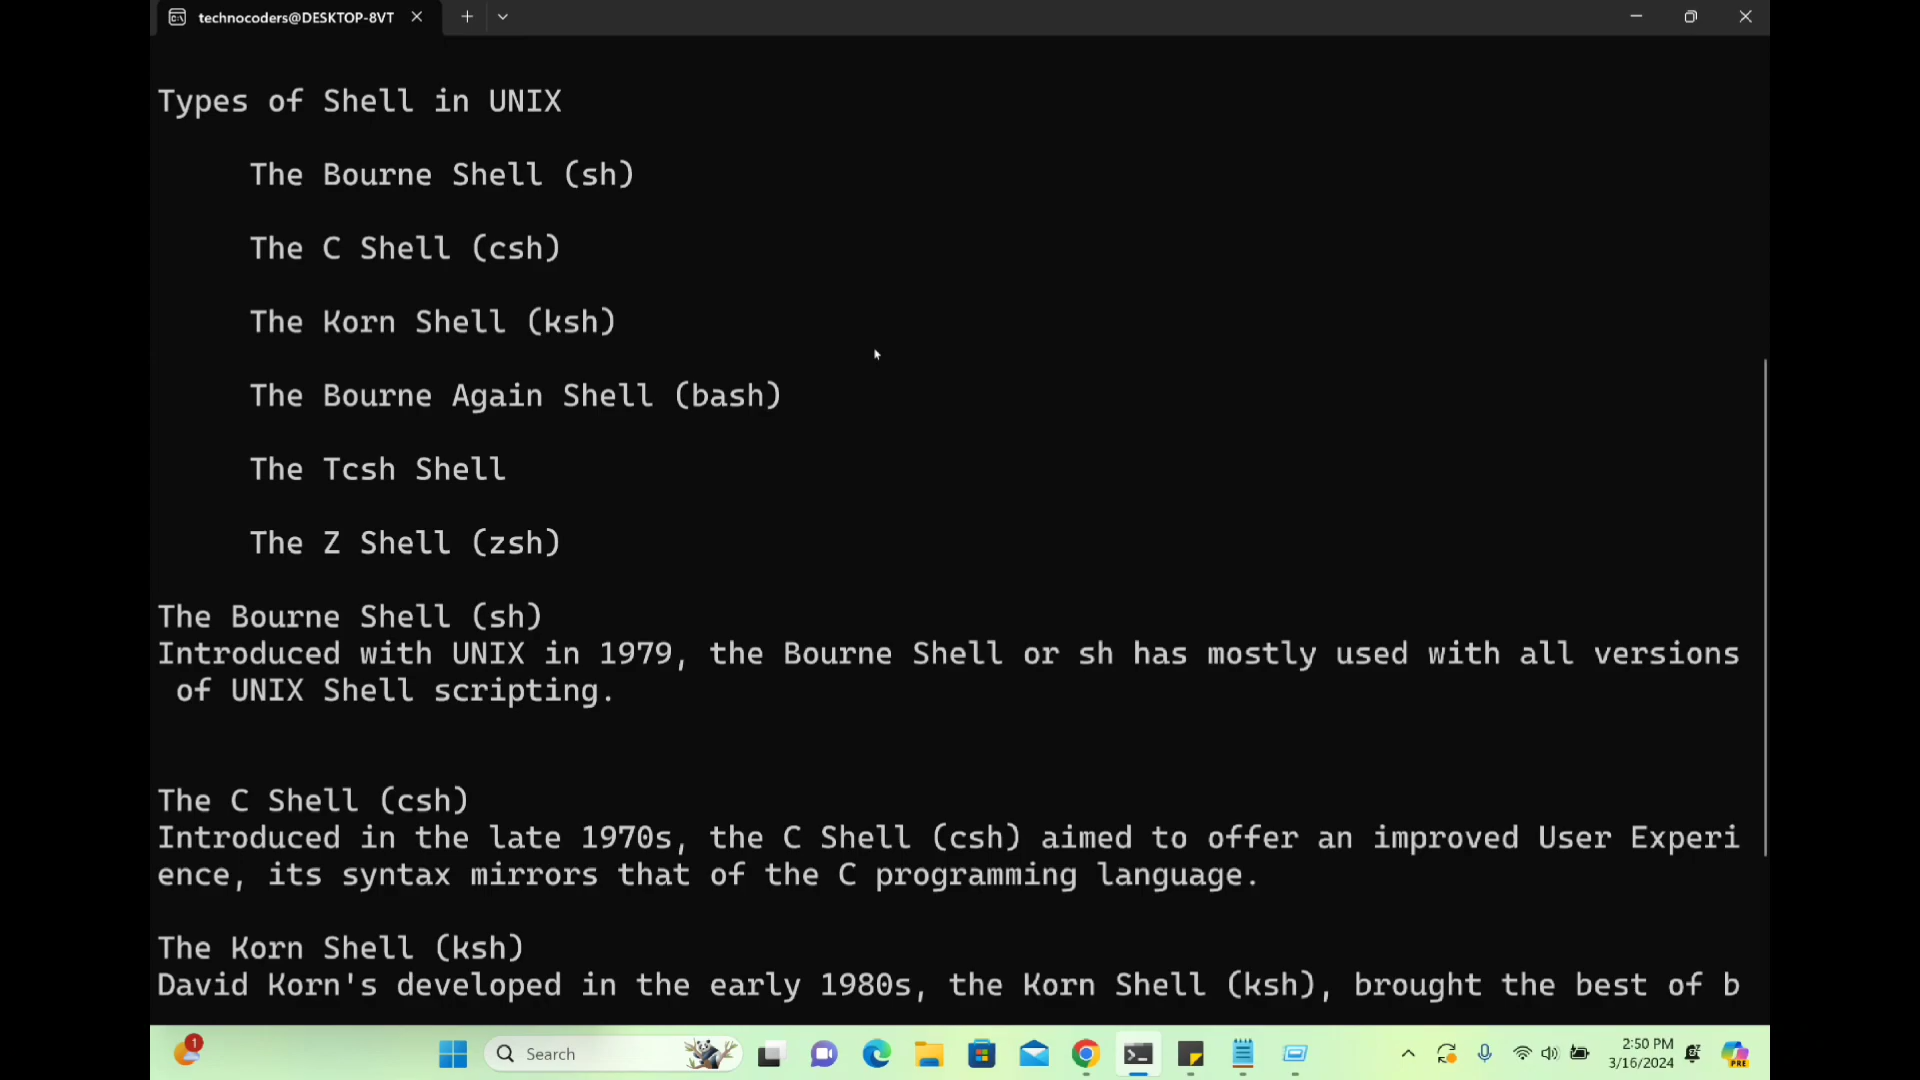 technocoders@DESKTOP-8VT
Types of Shell in UNIX
The Bourne Shell (sh)
The C Shell (csh)
The Korn Shell (ksh)
The Bourne Again Shell (bash)
The Tcsh Shell
The Z Shell (zsh)
The Bourne Shell (sh)
Introduced with UNIX in 1979, the Bourne Shell or sh has mostly used with all versions
of UNIX Shell scripting.
The C Shell (csh)
Introduced in the late 1970s, the C Shell (csh) aimed to offer an improved User Experi
ence, its syntax mirrors that of the C programming language.
The Korn Shell (ksh)
David Korn's developed in the early 1980s, the Korn Shell (ksh), brought the best of b
1
Search
2:50 PM
3/16/2024
PRE